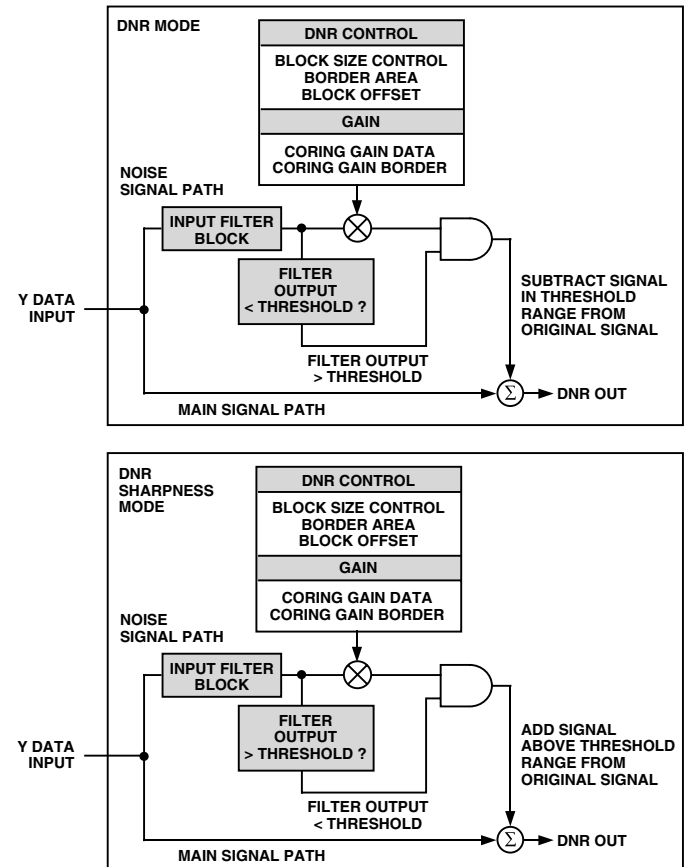 DNR MODE
DNR CONTROL
BLOCK SIZE CONTROL
BORDER AREA
BLOCK OFFSET
GAIN
CORING GAIN DATA
CORING GAIN BORDER
NOISE
SIGNAL PATH
INPUT FILTER
BLOCK
FILTER
OUTPUT
< THRESHOLD ?
Y DATA
INPUT
SUBTRACT SIGNAL
IN THRESHOLD
RANGE FROM
ORIGINAL SIGNAL
FILTER OUTPUT
> THRESHOLD
MAIN SIGNAL PATH
Σ
DNR OUT
DNR
SHARPNESS
MODE
DNR CONTROL
BLOCK SIZE CONTROL
BORDER AREA
BLOCK OFFSET
GAIN
CORING GAIN DATA
CORING GAIN BORDER
NOISE
SIGNAL PATH
INPUT FILTER
BLOCK
FILTER
OUTPUT
> THRESHOLD ?
Y DATA
INPUT
ADD SIGNAL
ABOVE THRESHOLD
RANGE FROM
ORIGINAL SIGNAL
FILTER OUTPUT
< THRESHOLD
MAIN SIGNAL PATH
Σ
DNR OUT